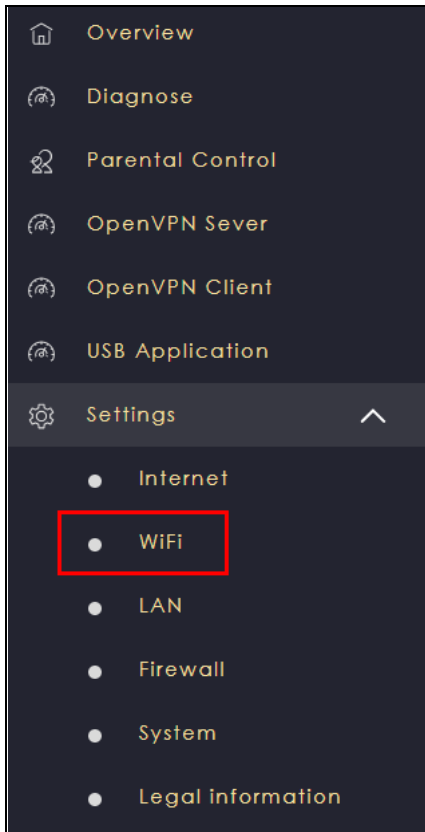 Overview
Diagnose
Parental Control
OpenVPN Sever
OpenVPN Client
USB Application
Settings
Internet
WiFi
LAN
Firewall
System
Legal information